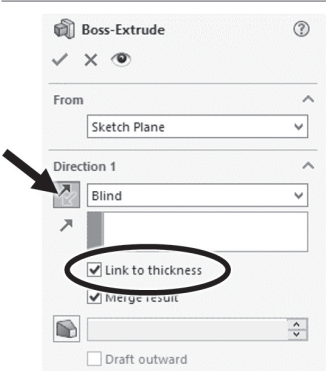 Boss-Extrude
From
Sketch Plane
Direction 1
Blind
Link to thickness
Merge result
Draft outward